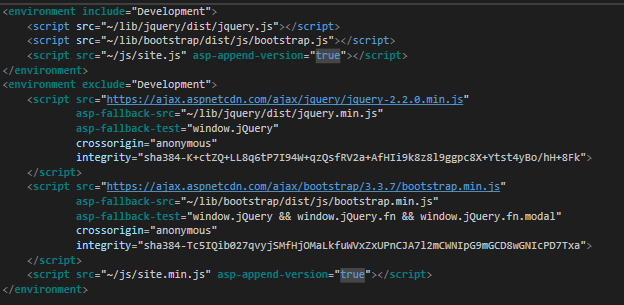 <environment include="Development">
<script src="~/lib/jquery/dist/jquery.js"></script>
<script src="~/lib/bootstrap/dist/js/bootstrap.js"></script>
<script src="~/js/site.js" asp-append-version="true"></script>
</environment>
<environment exclude="Development">
<script src="https://ajax.aspnetcdn.com/ajax/jquery/jquery-2.2.0.min.js"
asp-fallback-src="~/lib/jquery/dist/jquery.min.js"
asp-fallback-test="window.jQuery"
crossorigin="anonymous"
integrity="sha384-K+ctZQ+LL8q6tP7I94W+qzQsfRV2a+AfHIi9k8z8l9ggpc8X+Ytst4yBo/hH+8Fk">
</script>
<script src="https://ajax.aspnetcdn.com/ajax/bootstrap/3.3.7/bootstrap.min.js"
asp-fallback-src="~/lib/bootstrap/dist/js/bootstrap.min.js"
asp-fallback-test="window.jQuery && window.jQuery.fn && window.jQuery.fn.modal"
crossorigin="anonymous"
integrity="sha384-Tc5IQib027qvyjSMfHjOMaLkfuWVxZxUPnCJA7l2mCWNIpG9mGCD8wGNIcPD7Txa">
</script>
<script src="~/js/site.min.js" asp-append-version="true"></script>
</environment>